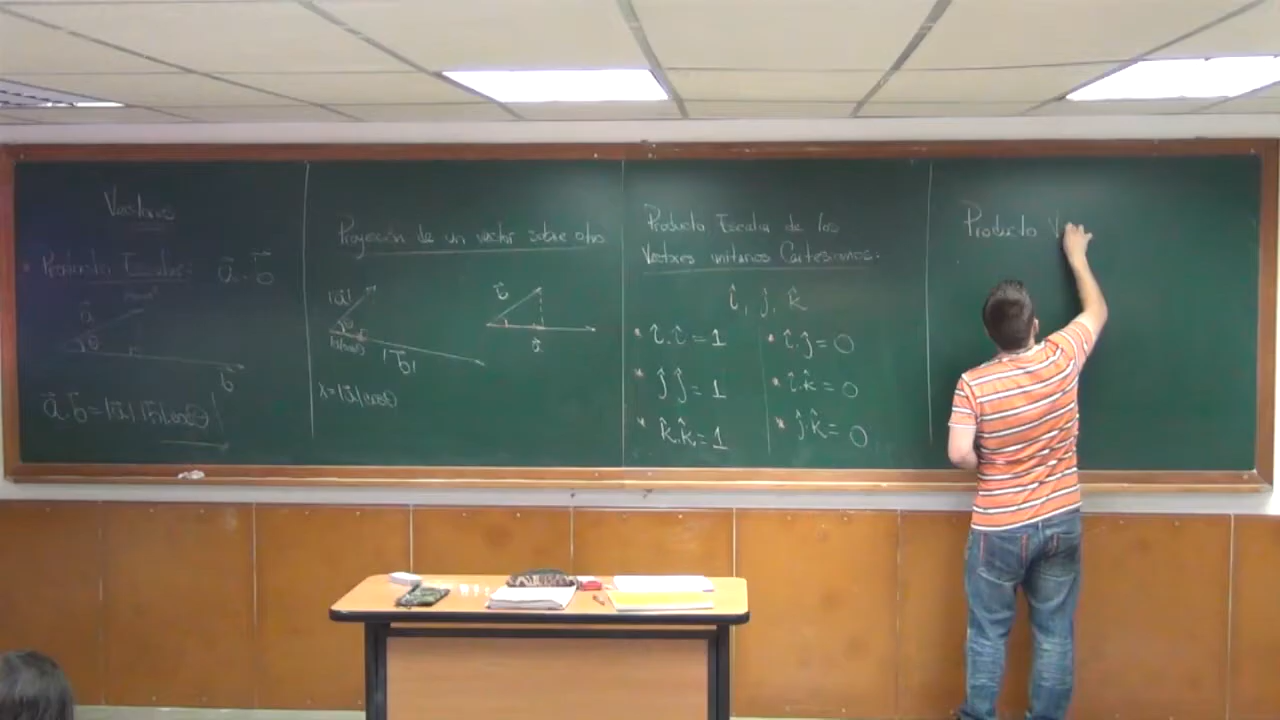 Vectores
* Producto Escalar: a⃗ . b⃗
a⃗
θ
b⃗
a⃗ . b⃗ = |a⃗| |b⃗| cosθ
Proyección de un vector sobre otro
|a⃗|
θ
|b⃗|
x = |a⃗| cosθ
Producto Escalar de los
Vectores unitarios Cartesianos.
î, ĵ, k̂
* î . î = 1
* ĵ ĵ = 1
* k̂ . k̂ = 1
* î . ĵ = 0
* î . k̂ = 0
* ĵ . k̂ = 0
Producto V